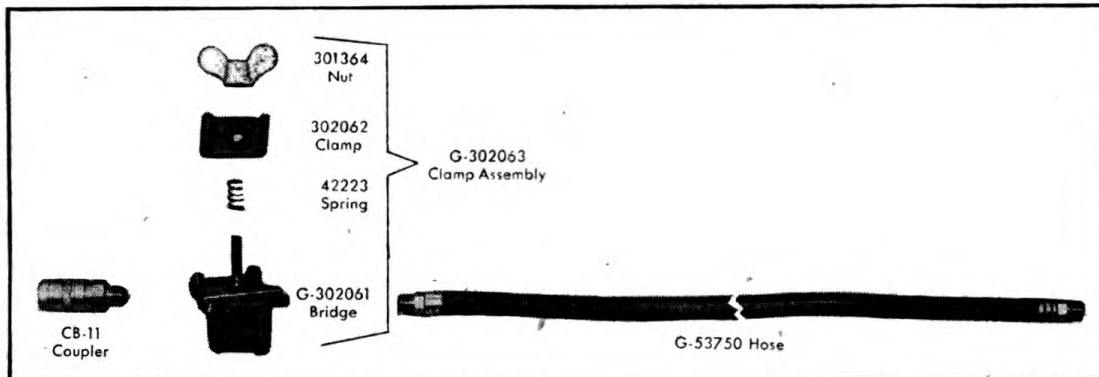 301364
Nut
302062
Clamp
42223
Spring
G-302061
Bridge
G-302063
Clamp Assembly
CB-11
Coupler
G-53750 Hose